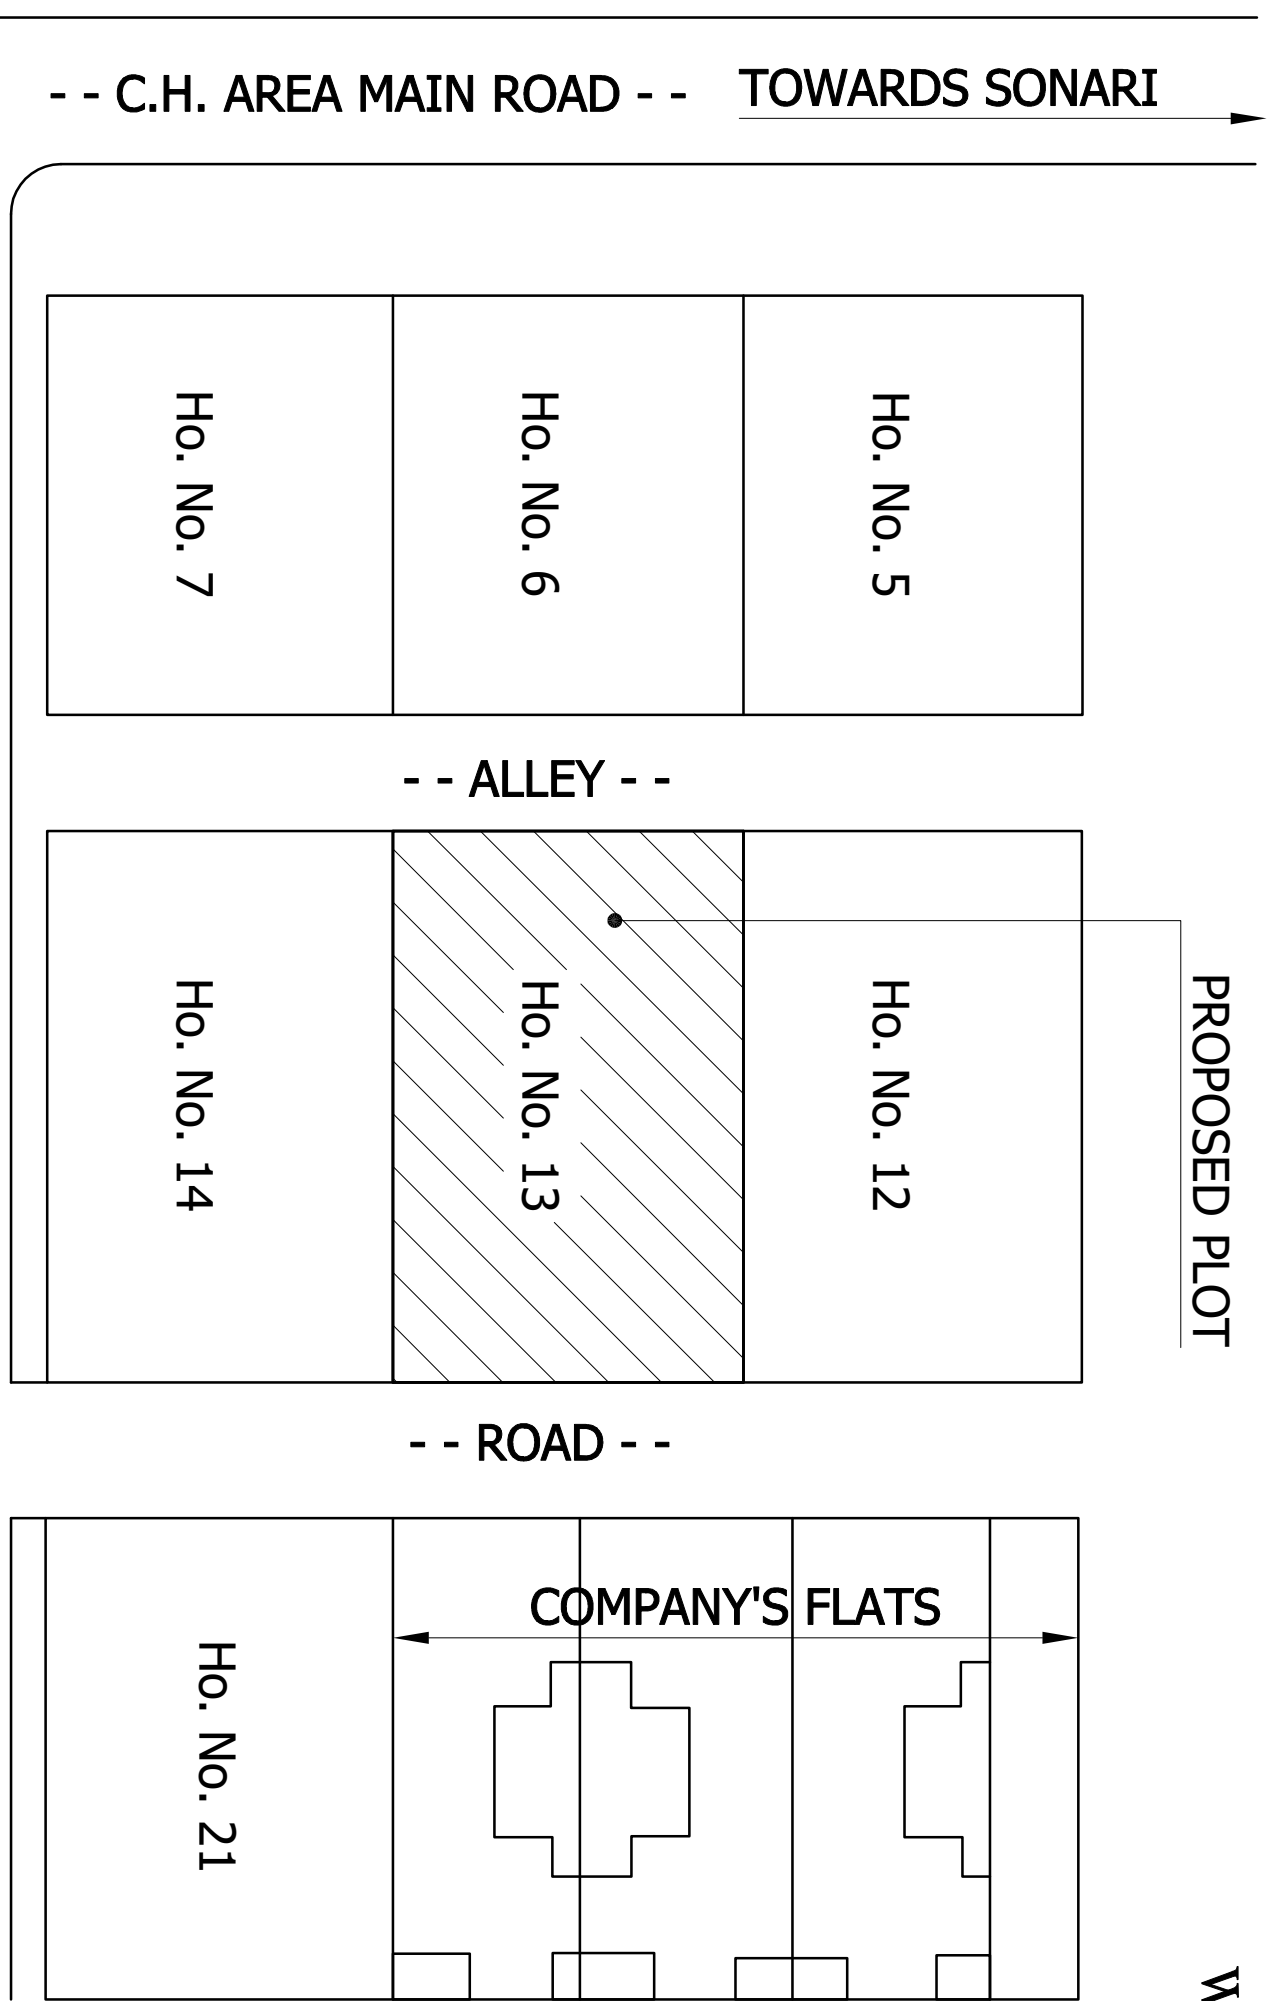 -- C.H. AREA MAIN ROAD --
TOWARDS SONARI
Ho. No. 7
Ho. No. 6
Ho. No. 5
-- ALLEY --
Ho. No. 14
Ho. No. 13
Ho. No. 12
PROPOSED PLOT
-- ROAD --
COMPANY'S FLATS
Ho. No. 21
W